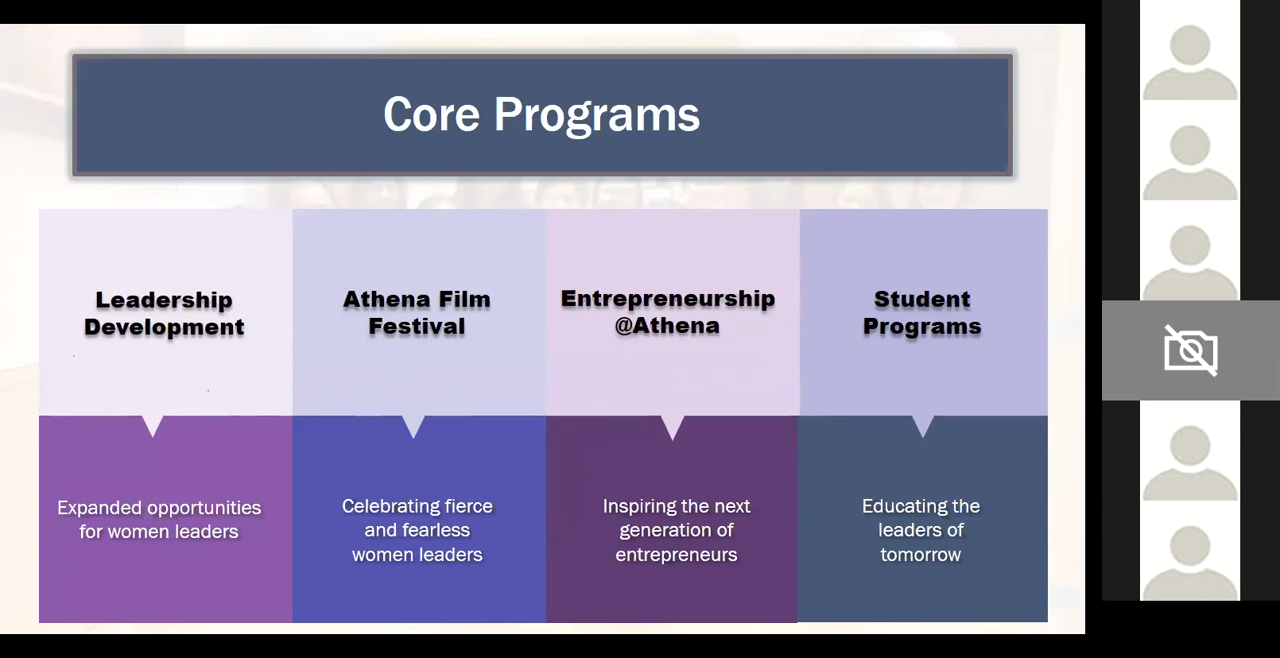 Core Programs
Leadership
Development
Athena Film
Festival
Entrepreneurship
@Athena
Student
Programs
Expanded opportunities
for women leaders
Celebrating fierce
and fearless
women leaders
Inspiring the next
generation of
entrepreneurs
Educating the
leaders of
tomorrow